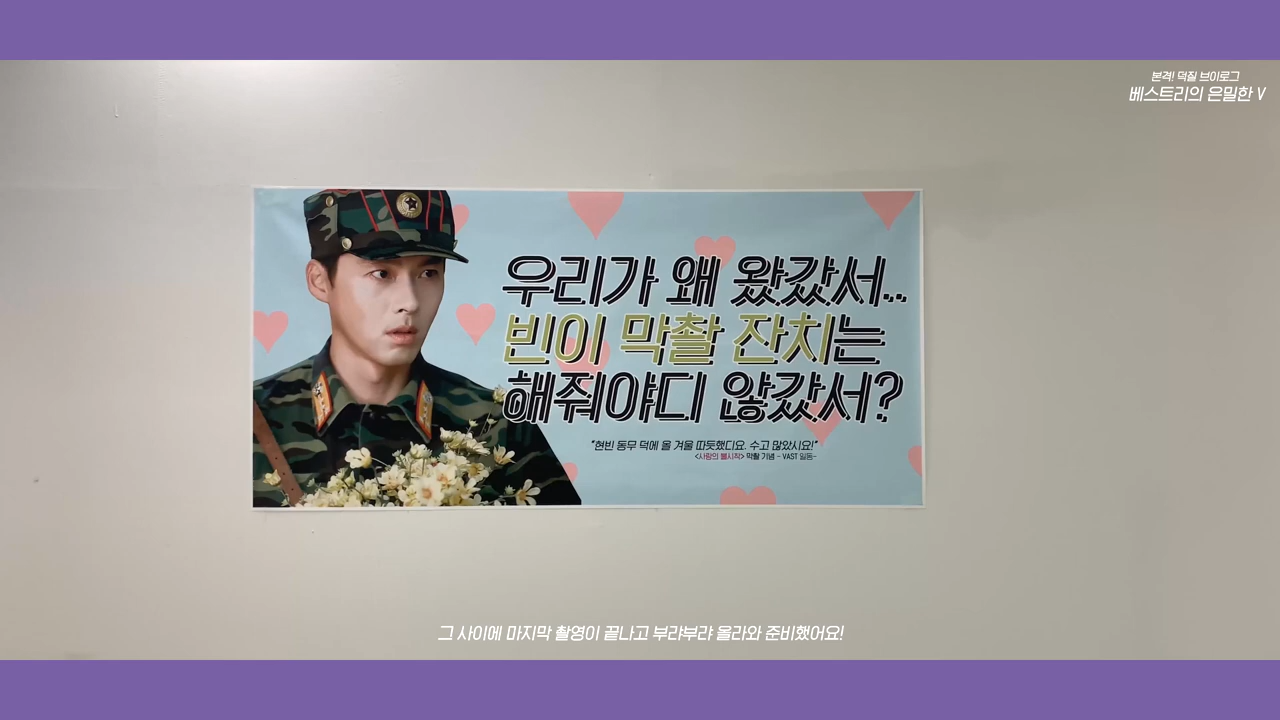 본격! 덕질 브이로그
베스트리의 은밀한 V
우리가 왜 왔갔서..
빈이 막촬 잔치는
해줘야디 않갔서?
"현빈 동무 덕에 올 겨울 따듯했디요. 수고 많았시요!"
<사랑의 불시착> 막촬 기념 - VAST 일동-
그 사이에 마지막 촬영이 끝나고 부랴부랴 올라와 준비했어요!